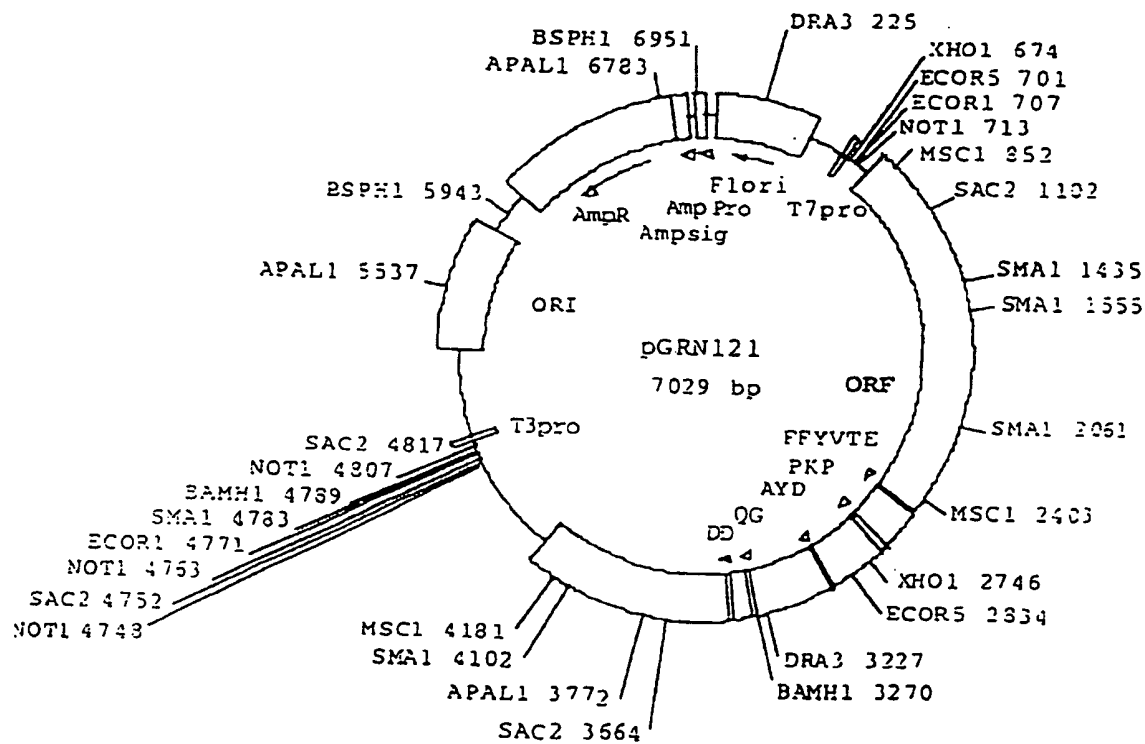 DRA3 225
BSPH1 6951
APAL1 6783
XHO1 674
ECOR5 701
ECOR1 707
NOT1 713
MSC1 852
SAC2 1182
SMA1 1435
SMA1 1555
SMA1 2061
MSC1 2403
XHO1 2746
ECOR5 2834
DRA3 3227
BAMH1 3270
SAC2 3664
APAL1 3772
SMA1 4102
MSC1 4181
NOT1 4743
SAC2 4752
NOT1 4763
ECOR1 4771
SMA1 4783
BAMH1 4789
NOT1 4807
SAC2 4817
APAL1 5537
BSPH1 5943
AmpR
Ampsig
Amp Pro
Flori
T7pro
ORI
pGRN121
7029 bp
ORF
T3pro
FFYVTE
PKP
AYD
QG
DD